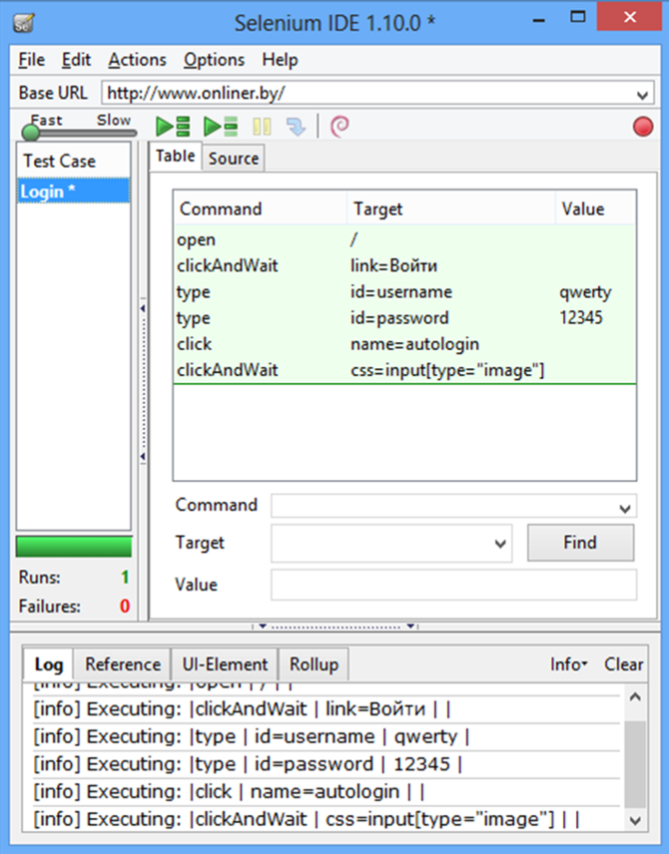 Selenium IDE 1.10.0 *
File Edit Actions Options Help
Base URL http://www.onliner.by/
Fast Slow
Test Case
Login *
Table Source
Command Target Value
open /
clickAndWait link=Войти
type id=username qwerty
type id=password 12345
click name=autologin
clickAndWait css=input[type="image"]
Command
Target Find
Value
Runs: 1
Failures: 0
Log Reference UI-Element Rollup Info Clear
[info] Executing: |open | / | |
[info] Executing: |clickAndWait | link=Войти | |
[info] Executing: |type | id=username | qwerty |
[info] Executing: |type | id=password | 12345 |
[info] Executing: |click | name=autologin | |
[info] Executing: |clickAndWait | css=input[type="image"] | |